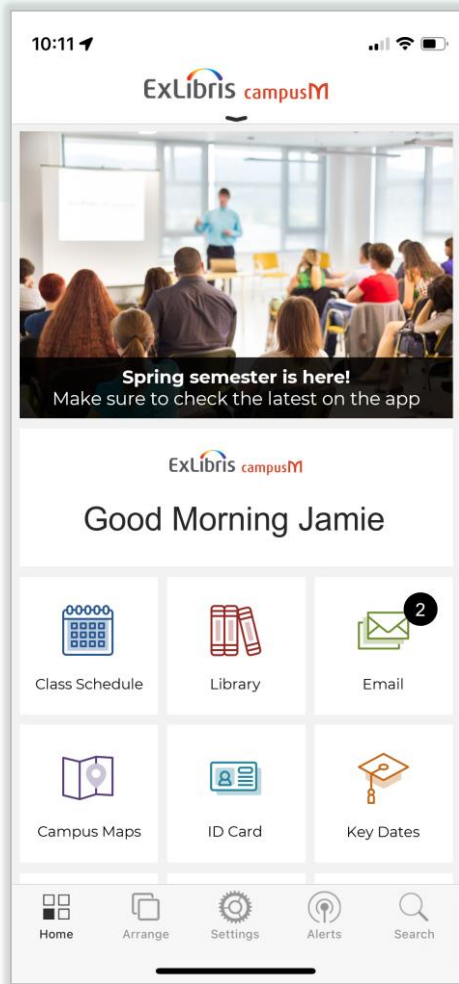 10:11
ExLibris campusM
Spring semester is here!
Make sure to check the latest on the app
ExLibris campusM
Good Morning Jamie
2
Class Schedule
Library
Email
Campus Maps
ID Card
Key Dates
Home
Arrange
Settings
Alerts
Search